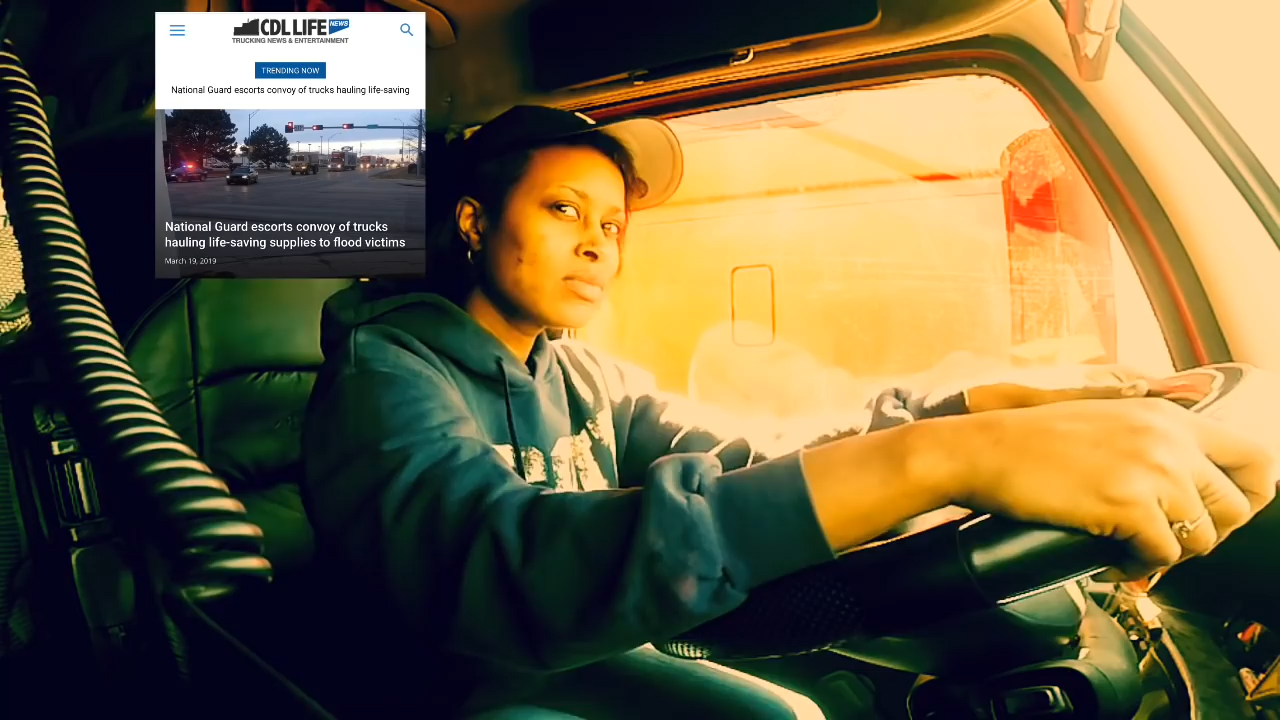 CDL LIFE NEWS
TRUCKING NEWS & ENTERTAINMENT
TRENDING NOW
National Guard escorts convoy of trucks hauling life-saving
National Guard escorts convoy of trucks
hauling life-saving supplies to flood victims
March 19, 2019